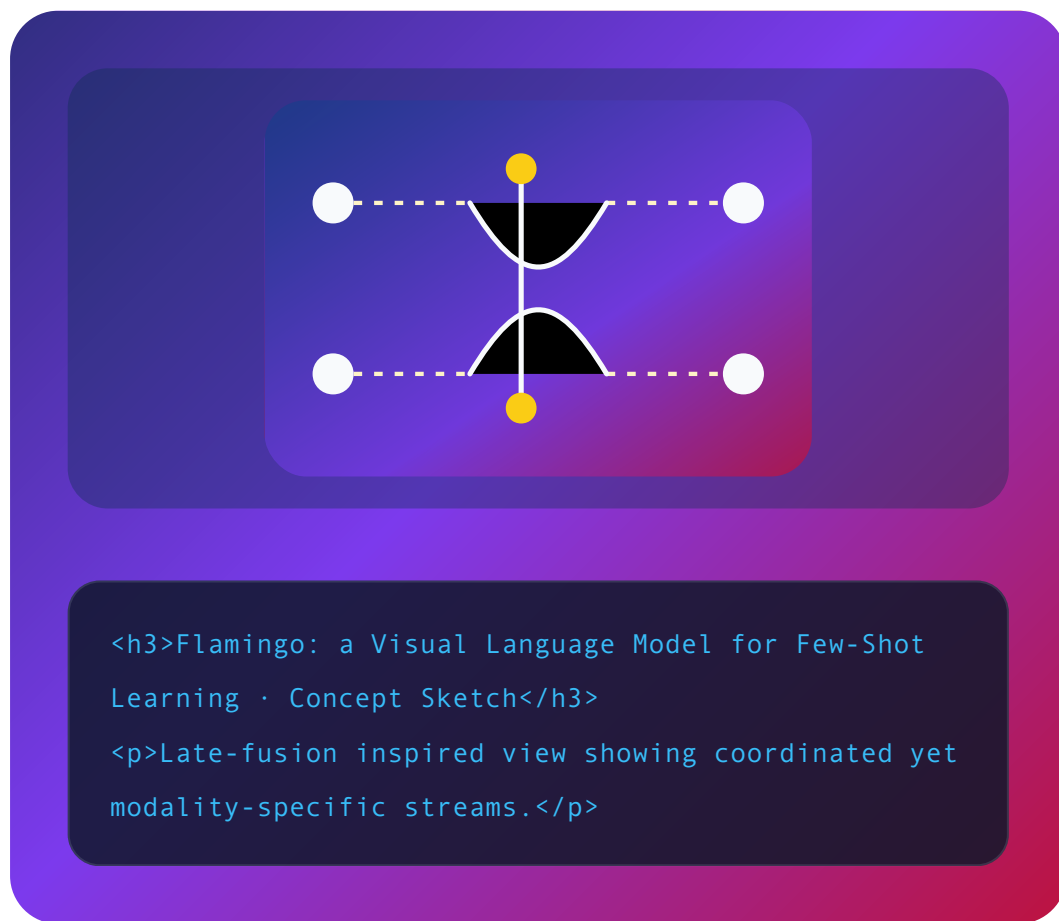 <h3>Flamingo: a Visual Language Model for Few-Shot
Learning · Concept Sketch</h3>
<p>Late-fusion inspired view showing coordinated yet
modality-specific streams.</p>